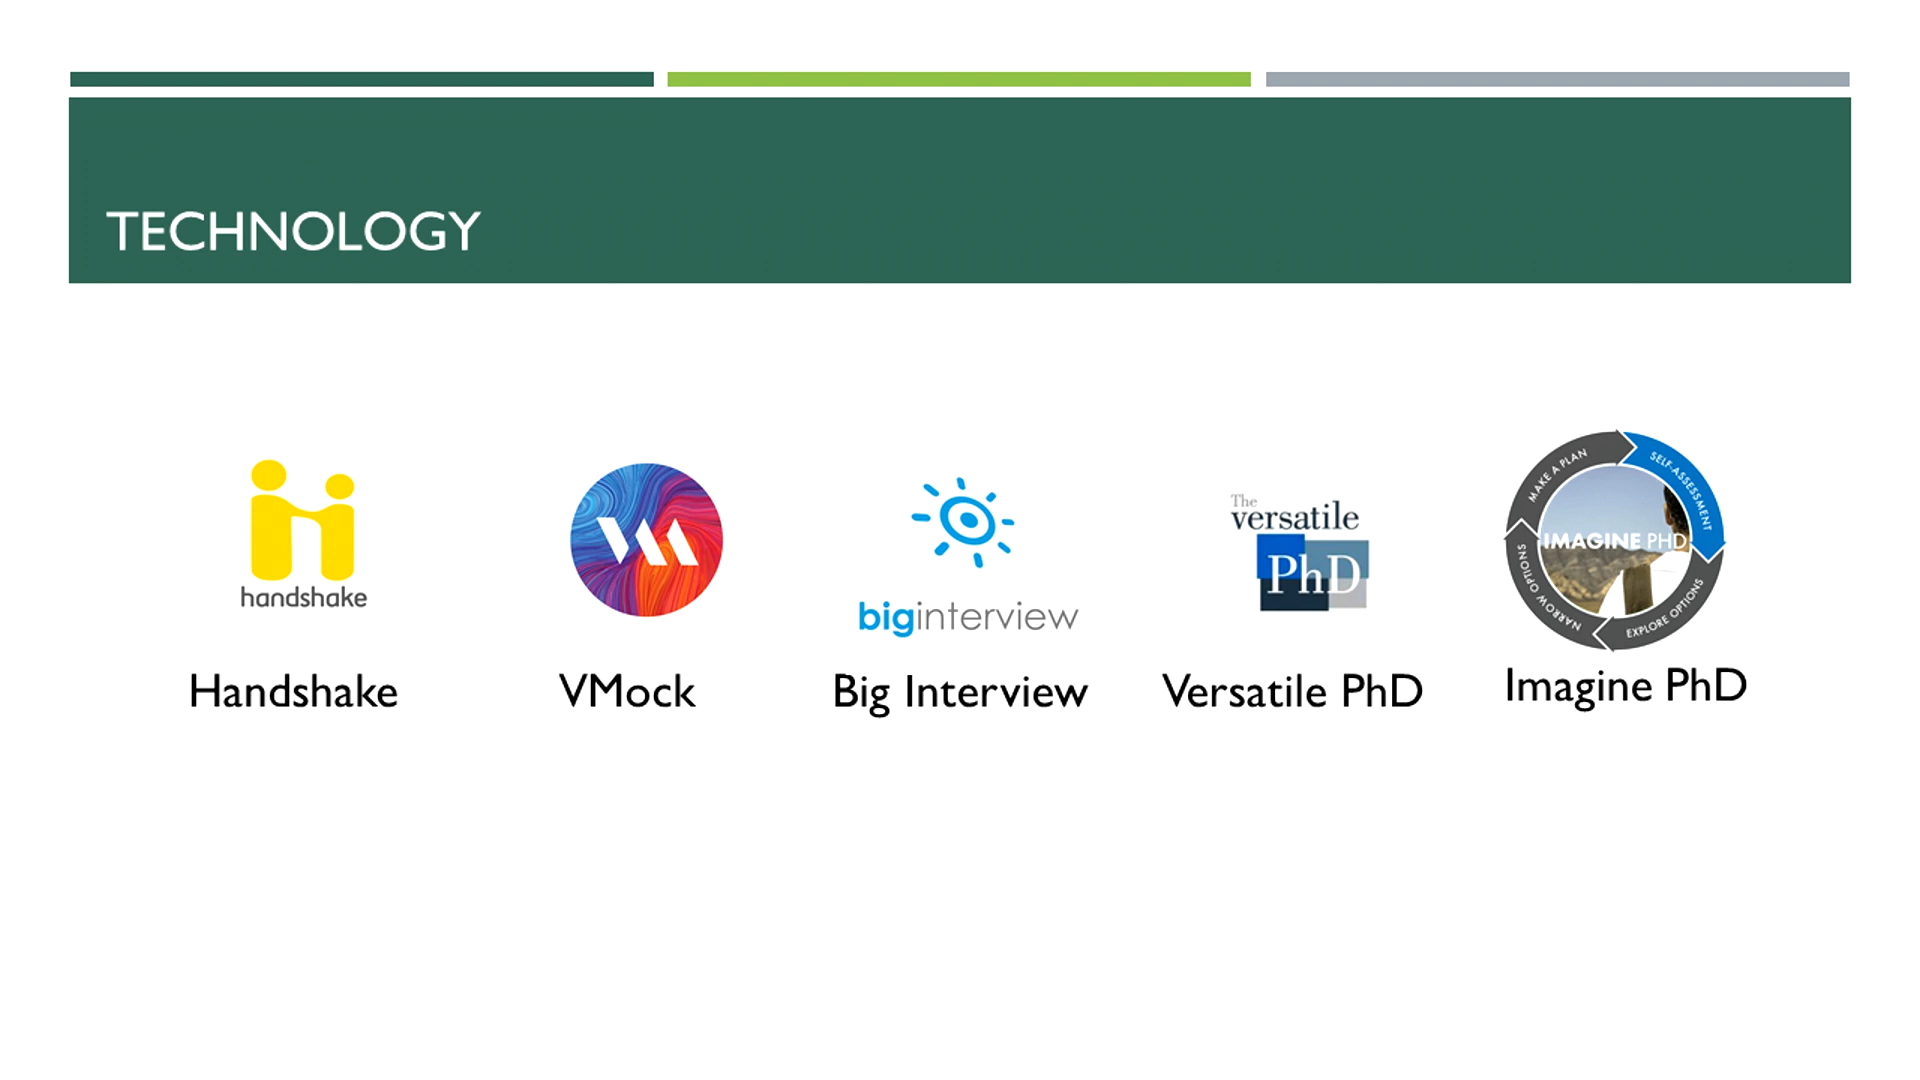 TECHNOLOGY
handshake
biginterview
The
versatile
PhD
MAKE A PLAN
SELF-ASSESSMENT
IMAGINE PHD
NARROW OPTIONS
EXPLORE OPTIONS
Handshake
VMock
Big Interview
Versatile PhD
Imagine PhD